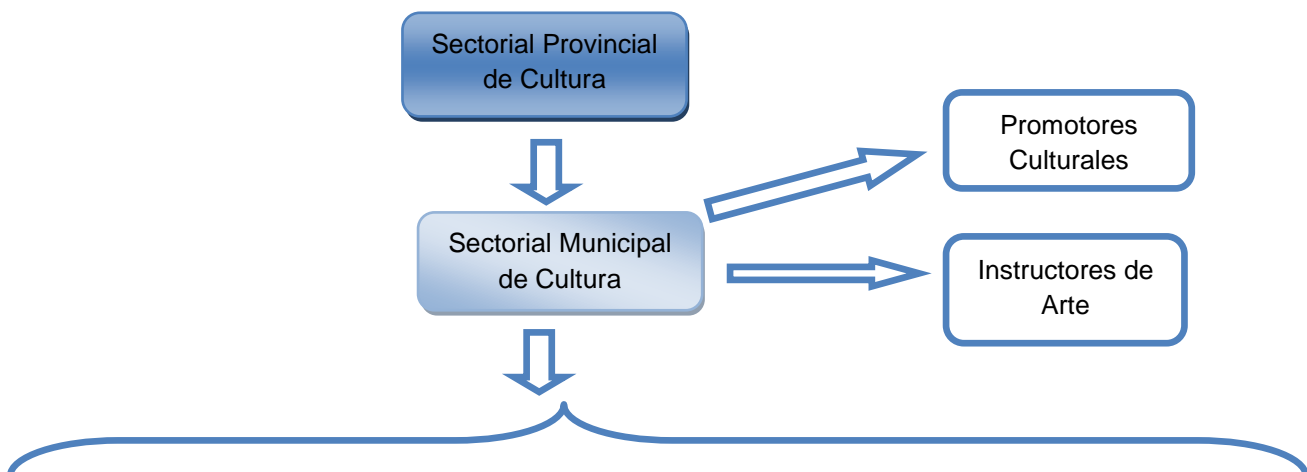 Sectorial Provincial
de Cultura
Promotores
Culturales
Sectorial Municipal
de Cultura
Instructores de
Arte